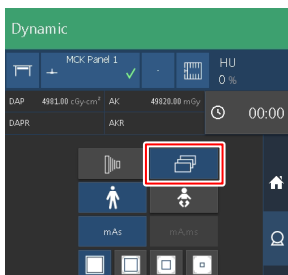 Dynamic
MCK Panel 1
HU
0 %
DAP 4981.00 cGy·cm² AK 49820.00 mGy
DAPR AKR
00:00
mAs mA,ms